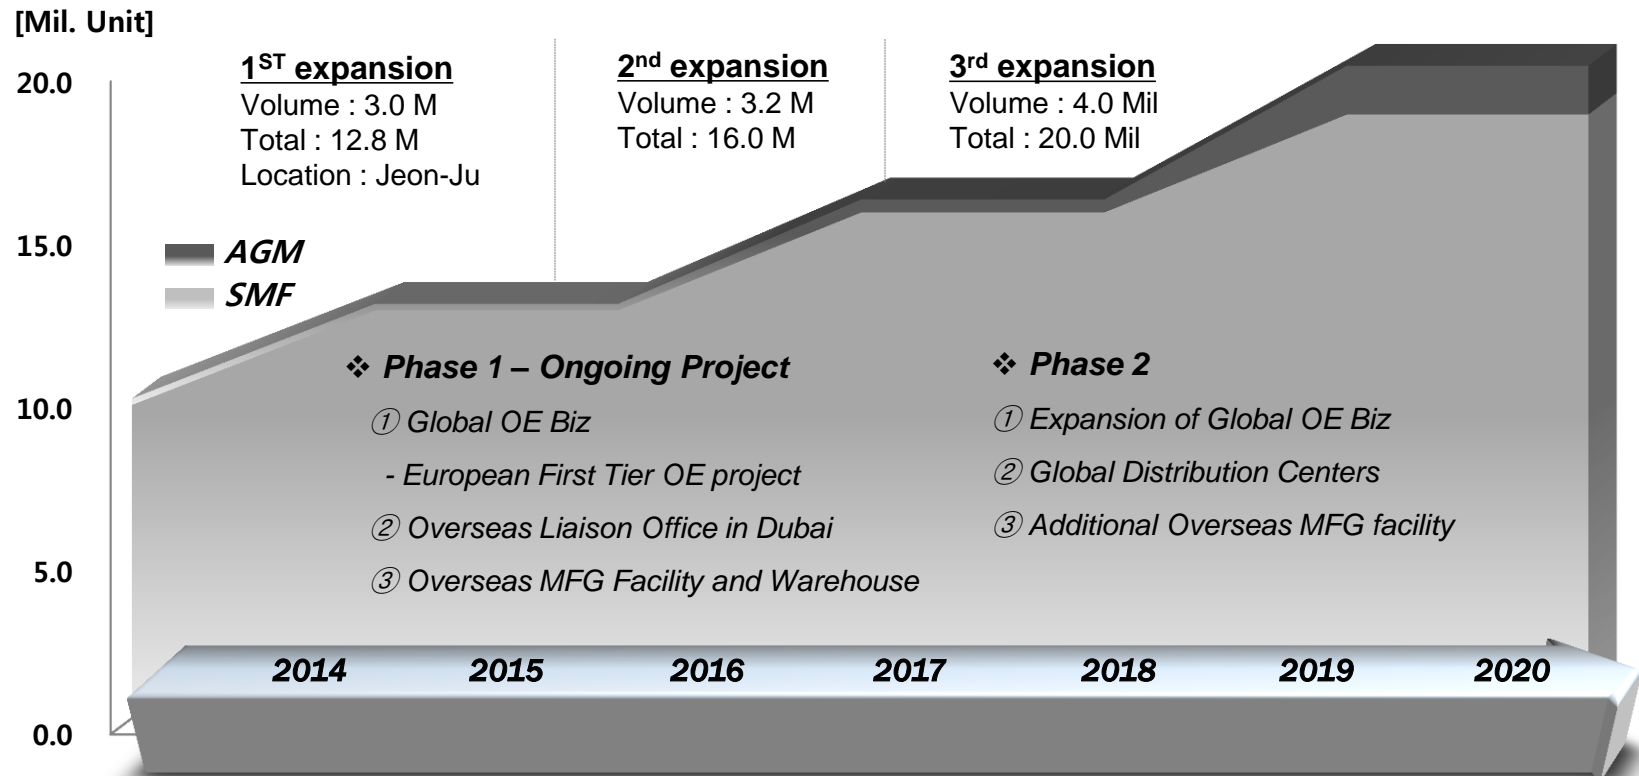 [Mil. Unit]
20.0
15.0
10.0
5.0
0.0
1ST expansion
Volume : 3.0 M
Total : 12.8 M
Location : Jeon-Ju
2nd expansion
Volume : 3.2 M
Total : 16.0 M
3rd expansion
Volume : 4.0 Mil
Total : 20.0 Mil
AGM
SMF
❖ Phase 1 – Ongoing Project
① Global OE Biz
- European First Tier OE project
② Overseas Liaison Office in Dubai
③ Overseas MFG Facility and Warehouse
❖ Phase 2
① Expansion of Global OE Biz
② Global Distribution Centers
③ Additional Overseas MFG facility
2014 2015 2016 2017 2018 2019 2020